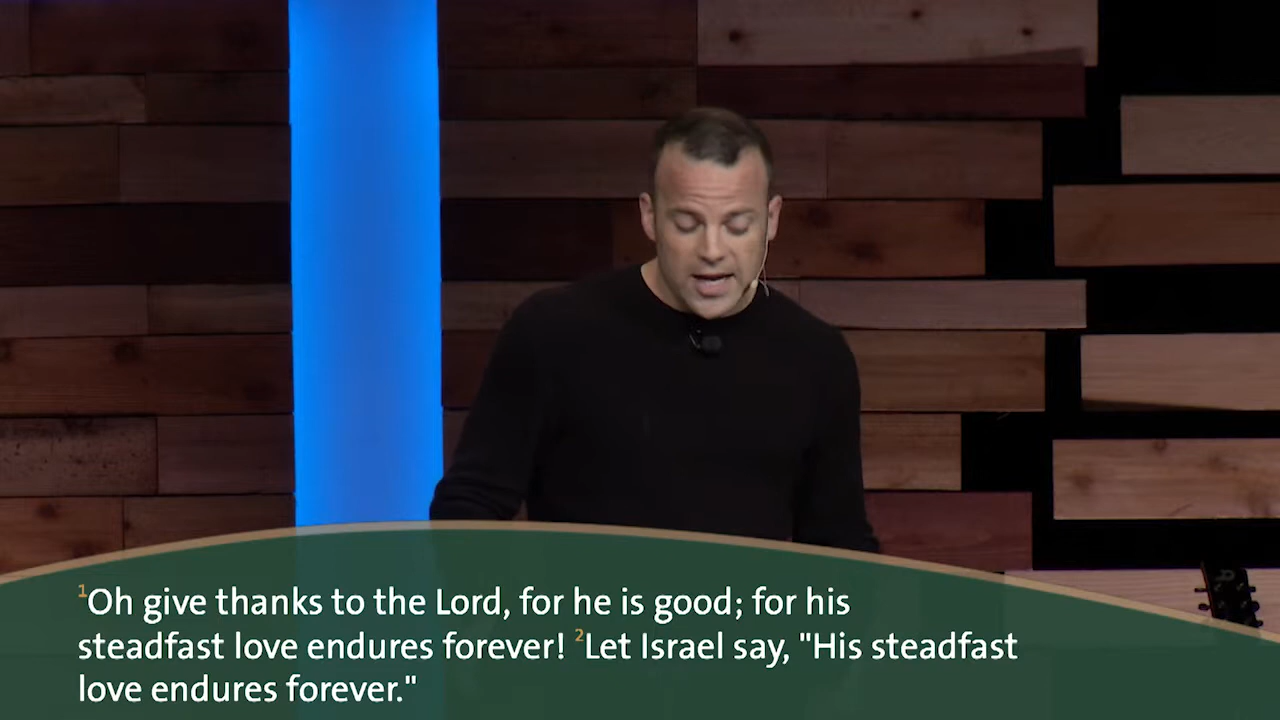 ¹Oh give thanks to the Lord, for he is good; for his
steadfast love endures forever! ²Let Israel say, "His steadfast
love endures forever."